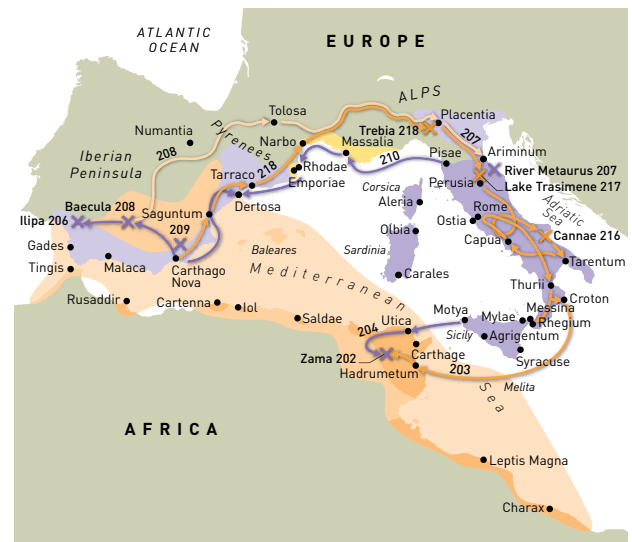 ATLANTIC
OCEAN
EUROPE
ALPS
Tolosa
Placentia
Numantia
Pyrenees
Narbo
Trebia 218
Massalia
207
Iberian
Peninsula
208
210
Pisae
Ariminum
River Metaurus 207
Rhodae
Emporiae
218
Tarraco
Dertosa
Corsica
Perusia
Lake Trasimene 217
Baecula 208
Ilipa 206
Saguntum
209
Aleria
Rome
Ostia
Adriatic
Sea
Cannae 216
Gades
Olbia
Capua
Baleares
Sardinia
Tingis
Malaca
Carthago
Nova
Mediterranean
Carales
Tarentum
Thurii
Rusaddir
Cartenna
Iol
Saldae
Croton
Motya
Mylae
Messina
Rhegium
Utica
204
Sicily
Agrigentum
Zama 202
Carthage
Syracuse
Hadrumetum
203
Melita
Sea
AFRICA
Leptis Magna
Charax